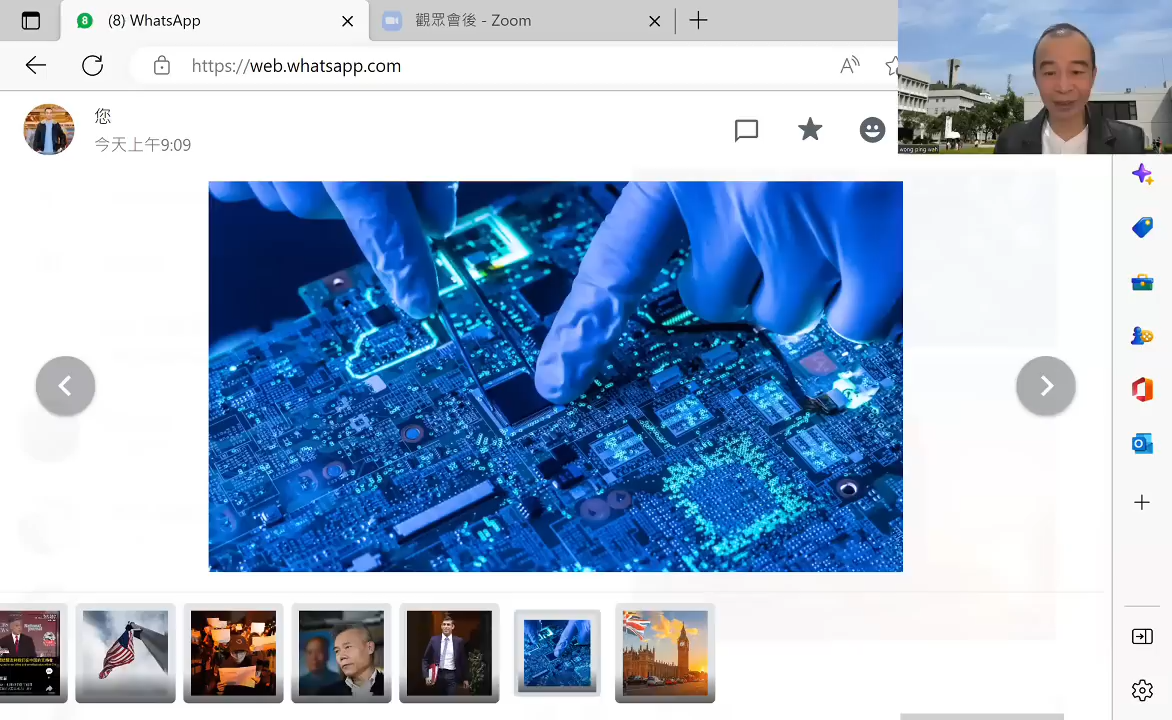 (8) WhatsApp
觀眾會後 - Zoom
https://web.whatsapp.com
您
今天上午9:09
wong ping wah